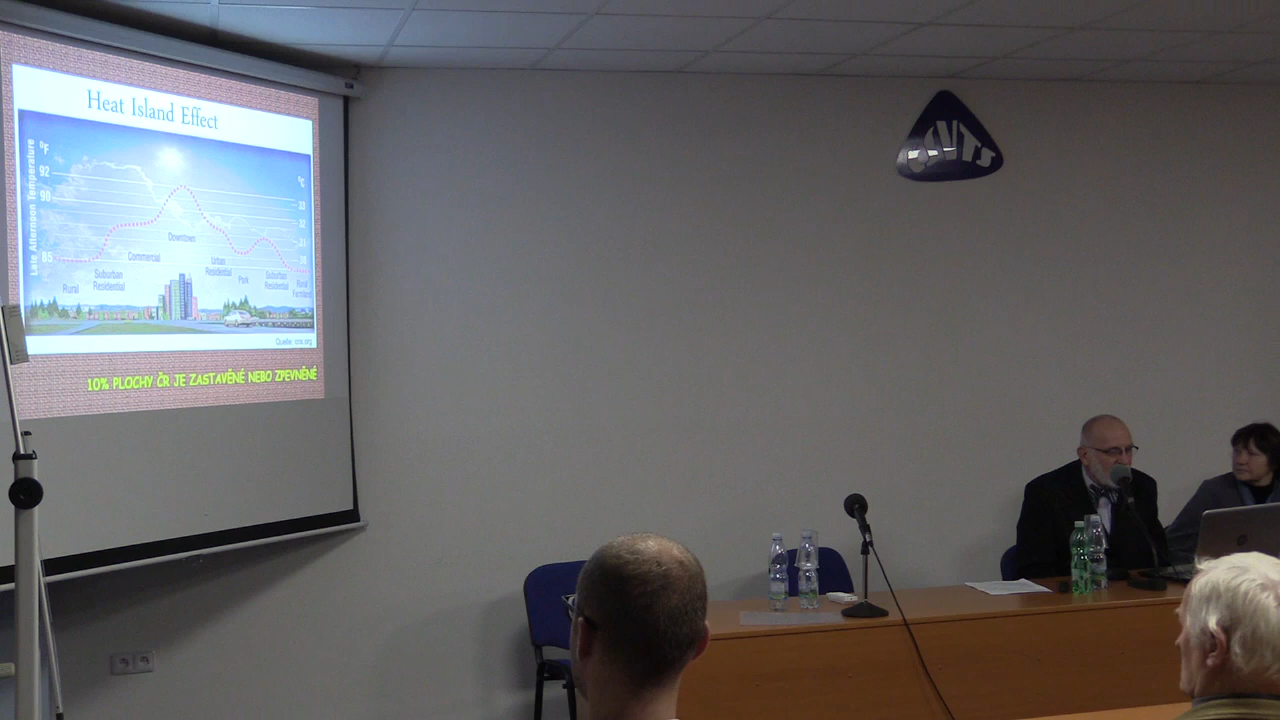 Heat Island Effect
Late Afternoon Temperature
°F
92
90
85
°C
33
32
31
30
Downtown
Commercial
Urban
Residential
Suburban
Residential
Park
Suburban
Residential
Rural
Rural
Farmland
10% PLOCHY ČR JE ZASTAVĚNÉ NEBO ZPEVNĚNÉ
ČSVTS